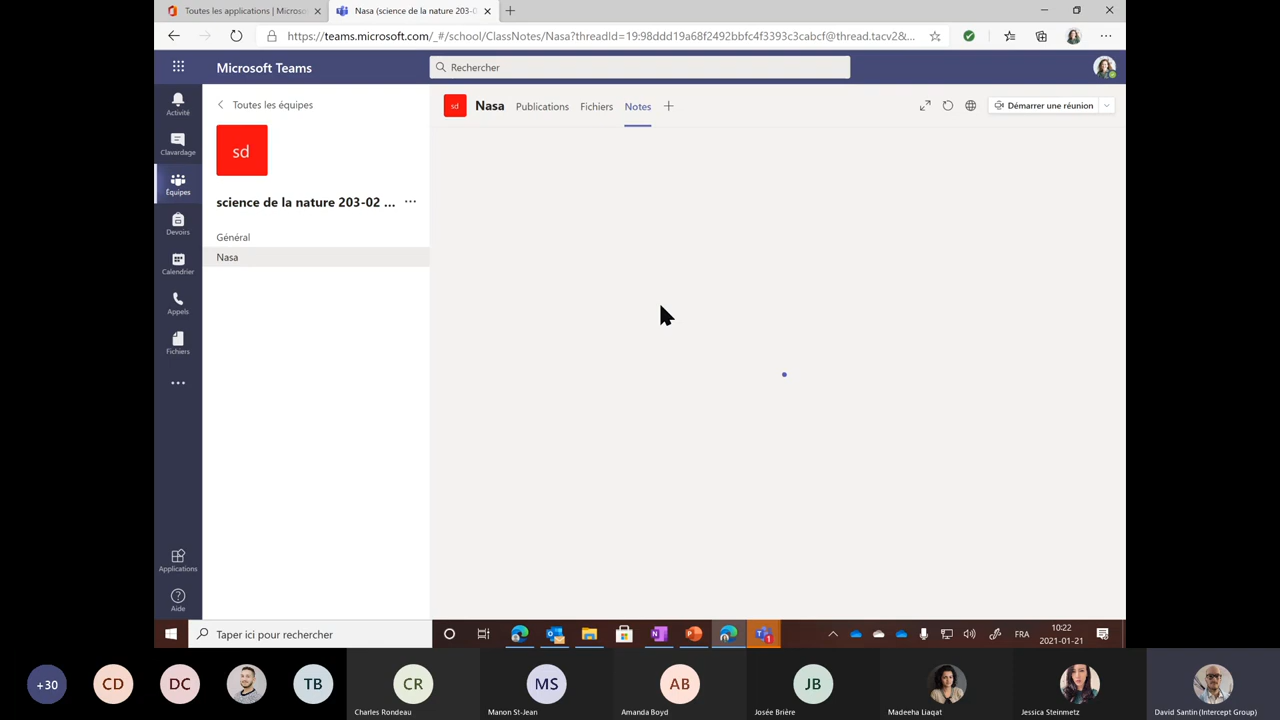 Toutes les applications | Microso
Nasa (science de la nature 203-0
https://teams.microsoft.com/_#/school/ClassNotes/Nasa?threadId=19:98ddd19a68f2492bbfc4f3393c3cabcf@thread.tacv2&...
Microsoft Teams
Rechercher
Activité
Clavardage
Équipes
Devoirs
Calendrier
Appels
Fichiers
Applications
Aide
Toutes les équipes
sd
science de la nature 203-02 ...
Général
Nasa
sd
Nasa
Publications
Fichiers
Notes
Démarrer une réunion
Taper ici pour rechercher
1
FRA
10:22
2021-01-21
+30
CD
DC
TB
CR
Charles Rondeau
MS
Manon St-Jean
AB
Amanda Boyd
JB
Josée Brière
Madeeha Liaqat
Jessica Steinmetz
David Santin (Intercept Group)